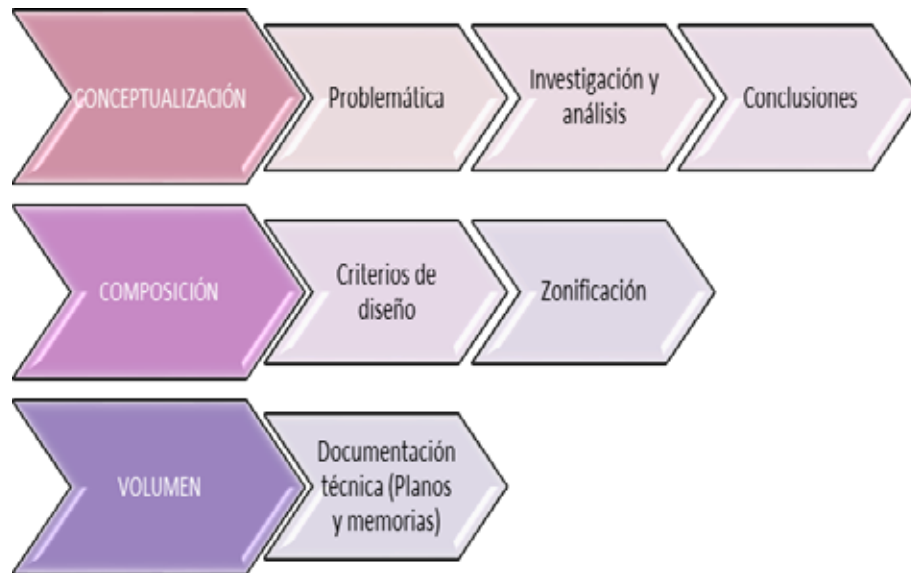 CONCEPTUALIZACIÓN
Problemática
Investigación y
análisis
Conclusiones
COMPOSICIÓN
Criterios de
diseño
Zonificación
VOLUMEN
Documentación
técnica (Planos
y memorias)